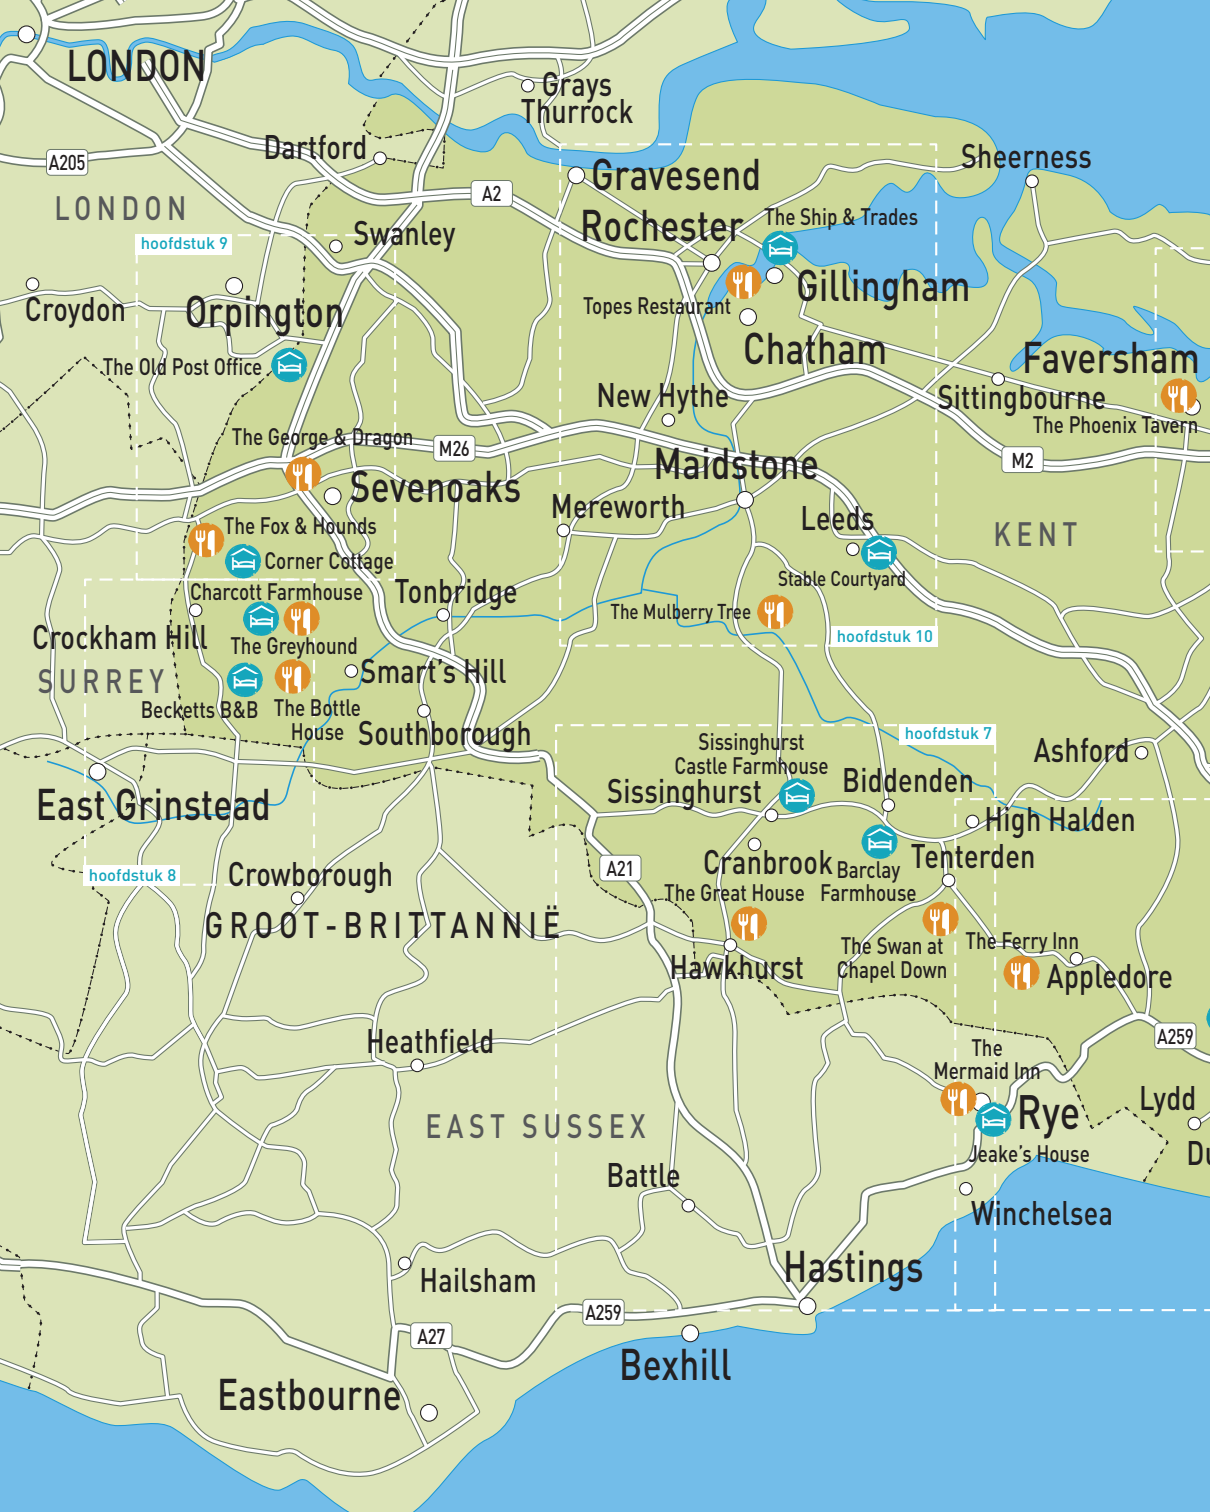 LONDON
Grays
Thurrock
Dartford
A205
A2
Gravesend
Sheerness
LONDON
Rochester
The Ship & Trades
Swanley
hoofdstuk 9
Croydon
Orpington
Gillingham
Topes Restaurant
Chatham
Faversham
The Old Post Office
New Hythe
Sittingbourne
The Phoenix Tavern
The George & Dragon
M26
M2
Maidstone
Sevenoaks
Mereworth
Leeds
The Fox & Hounds
KENT
Corner Cottage
Stable Courtyard
Charcott Farmhouse
Tonbridge
The Mulberry Tree
Crockham Hill
The Greyhound
hoofdstuk 10
SURREY
Smart's Hill
Becketts B&B
The Bottle
House
Southborough
hoofdstuk 7
Sissinghurst
Castle Farmhouse
Ashford
Sissinghurst
Biddenden
East Grinstead
High Halden
A21
Cranbrook
Barclay
Farmhouse
Tenterden
hoofdstuk 8
Crowborough
The Great House
GROOT-BRITTANNIË
The Swan at
Chapel Down
The Ferry Inn
Hawkhurst
Appledore
Heathfield
A259
The
Mermaid Inn
EAST SUSSEX
Rye
Lydd
Jeake's House
Du
Battle
Winchelsea
Hailsham
Hastings
A259
A27
Bexhill
Eastbourne